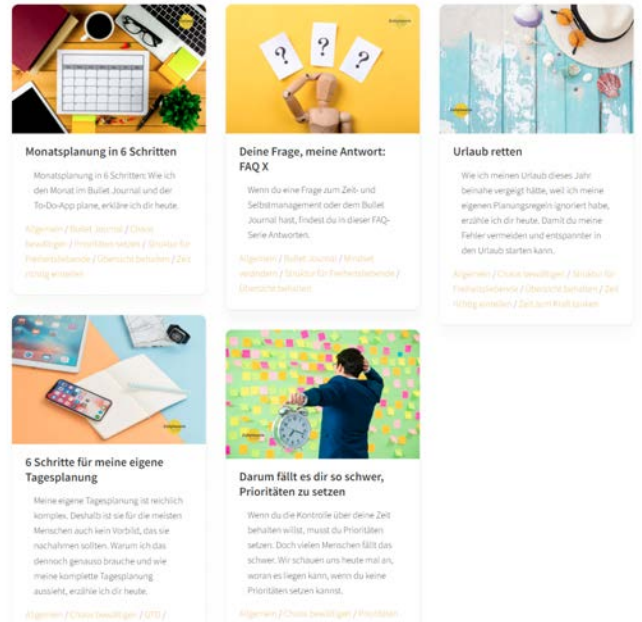 Monatsplanung in 6 Schritten
Monatsplanung in 6 Schritten: Wie ich
den Monat im Bullet Journal und der
To-Do-App plane, erkläre ich dir heute.
Allgemein / Bullet Journal / Chaos
bewältigen / Prioritäten setzen / Struktur für
Freiheitsliebende / Übersicht behalten / Zeit
richtig einteilen
Deine Frage, meine Antwort:
FAQ X
Wenn du eine Frage zum Zeit- und
Selbstmanagement oder dem Bullet
Journal hast, findest du in dieser FAQ-
Serie Antworten.
Allgemein / Bullet Journal / Mindset
verändern / Struktur für Freiheitsliebende /
Übersicht behalten
Urlaub retten
Wie ich meinen Urlaub dieses Jahr
beinahe vergeigt hätte, weil ich meine
eigenen Planungsregeln ignoriert habe,
erzähle ich dir heute. Damit du meine
Fehler vermeiden und entspannter in
den Urlaub starten kann.
Allgemein / Chaos bewältigen / Struktur für
Freiheitsliebende / Übersicht behalten / Zeit
richtig einteilen / Zeit zum Kraft tanken
6 Schritte für meine eigene
Tagesplanung
Meine eigene Tagesplanung ist reichlich
komplex. Deshalb ist sie für die meisten
Menschen auch kein Vorbild, das sie
nachahmen sollten. Warum ich das
dennoch genauso brauche und wie
meine komplette Tagesplanung
aussieht, erzähle ich dir heute.
Allgemein / Chaos bewältigen / GTD /
Darum fällt es dir so schwer,
Prioritäten zu setzen
Wenn du die Kontrolle über deine Zeit
behalten willst, musst du Prioritäten
setzen. Doch vielen Menschen fällt das
schwer. Wir schauen uns heute mal an,
woran es liegen kann, wenn du keine
Prioritäten setzen kannst.
Allgemein / Chaos bewältigen / Prioritäten